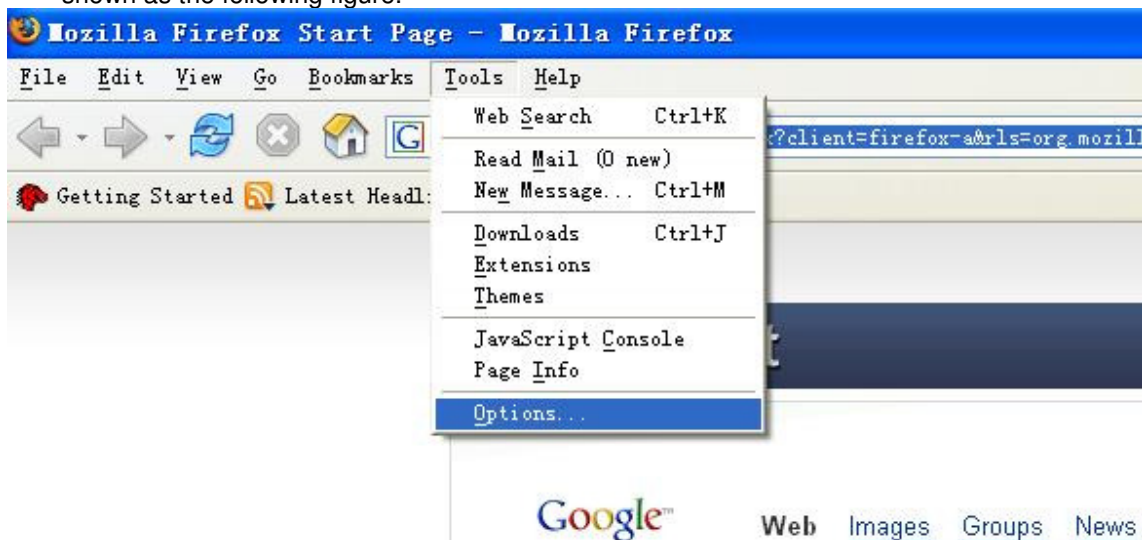 shown as the following figure.
Mozilla Firefox Start Page - Mozilla Firefox
File Edit View Go Bookmarks Tools Help
Web Search Ctrl+K
?client=firefox-a&rls=org.mozill
Read Mail (0 new)
New Message... Ctrl+M
Getting Started Latest Headl
Downloads Ctrl+J
Extensions
Themes
JavaScript Console
Page Info
Options...
Google™
Web Images Groups News